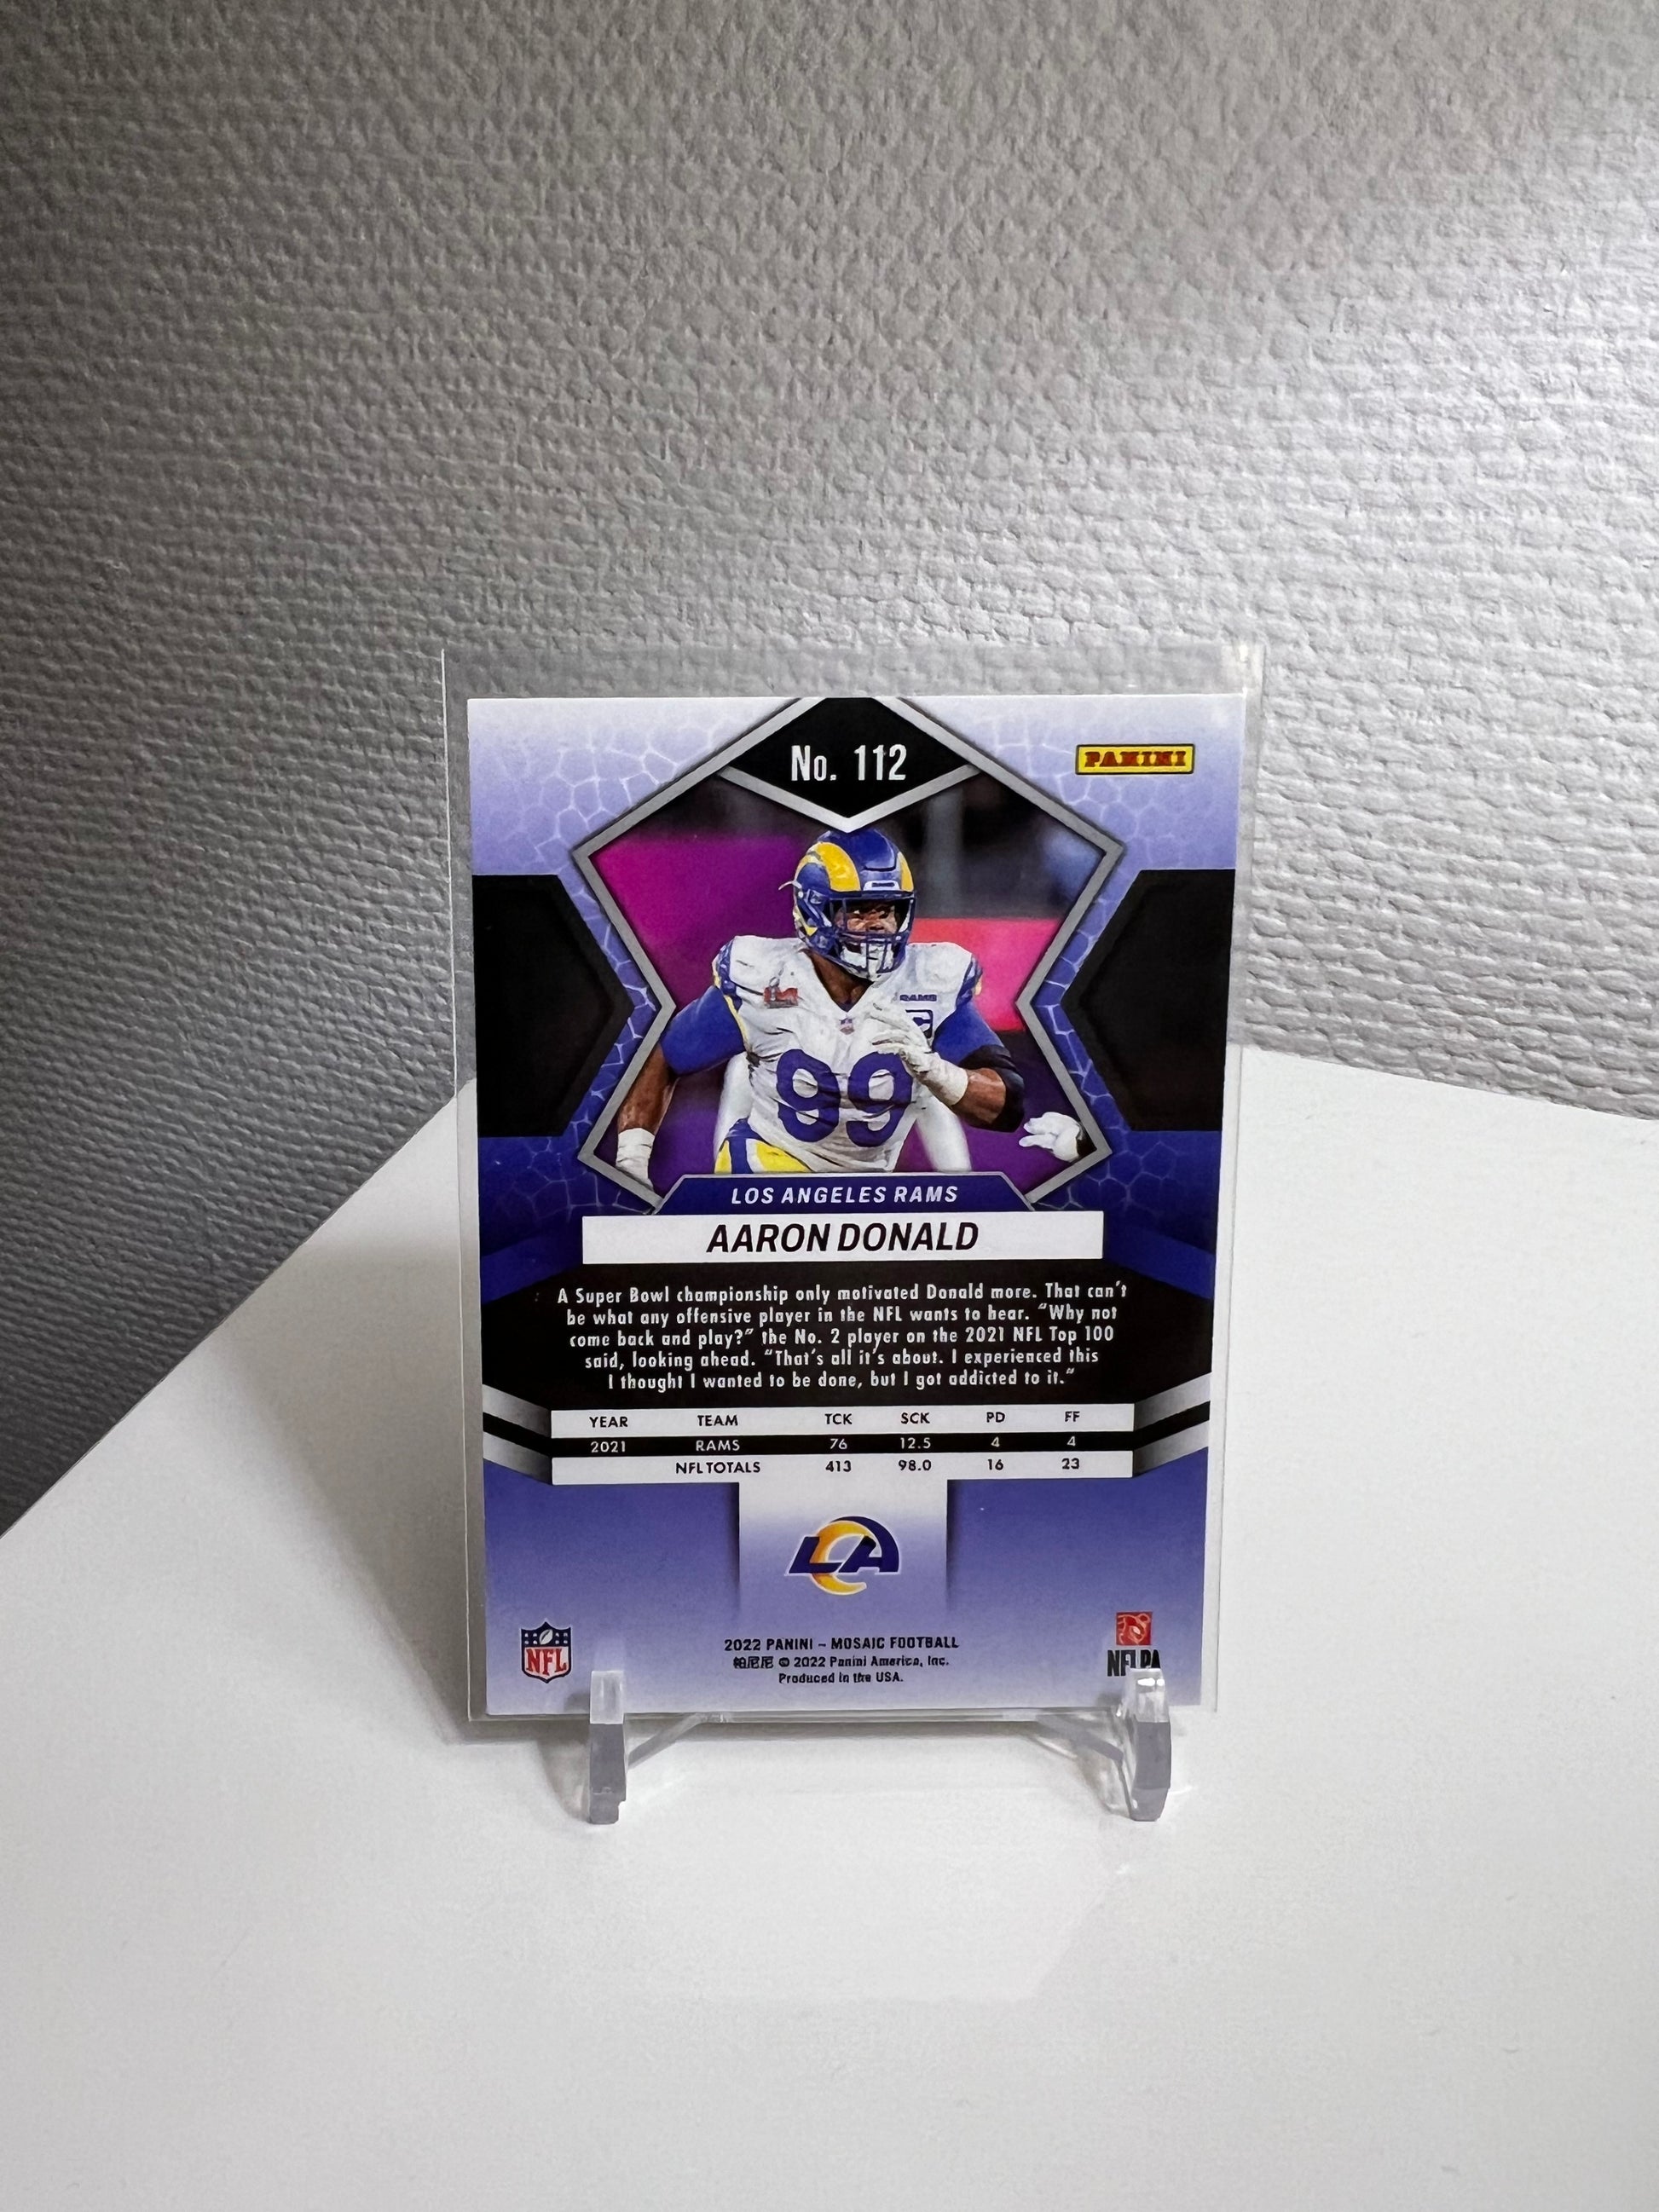 No. 112
PANINI
RAMS
C
99
LOS ANGELES RAMS
AARON DONALD
A Super Bowl championship only motivated Donald more. That can't
be what any offensive player in the NFL wants to hear. "Why not
come back and play?" the No. 2 player on the 2021 NFL Top 100
said, looking ahead. "That's all it's about. I experienced this
I thought I wanted to be done, but I got addicted to it."
YEAR TEAM TCK SCK PD FF
2021 RAMS 76 12.5 4 4
NFL TOTALS 413 98.0 16 23
LA
NFL
2022 PANINI – MOSAIC FOOTBALL
帕尼尼 © 2022 Panini America, Inc.
Produced in the USA.
NFLPA